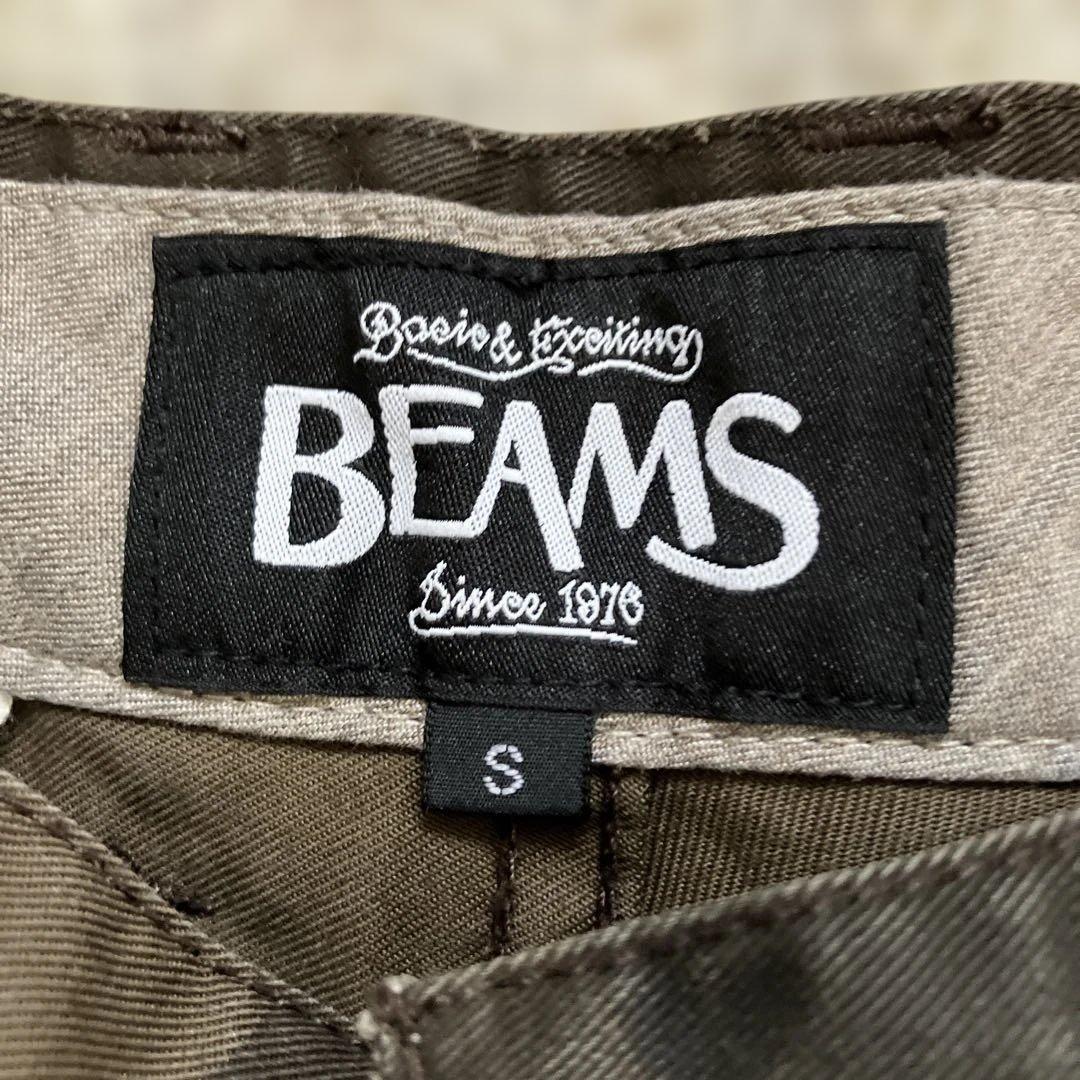 Basic & Exciting
BEAMS
Since 1976
S